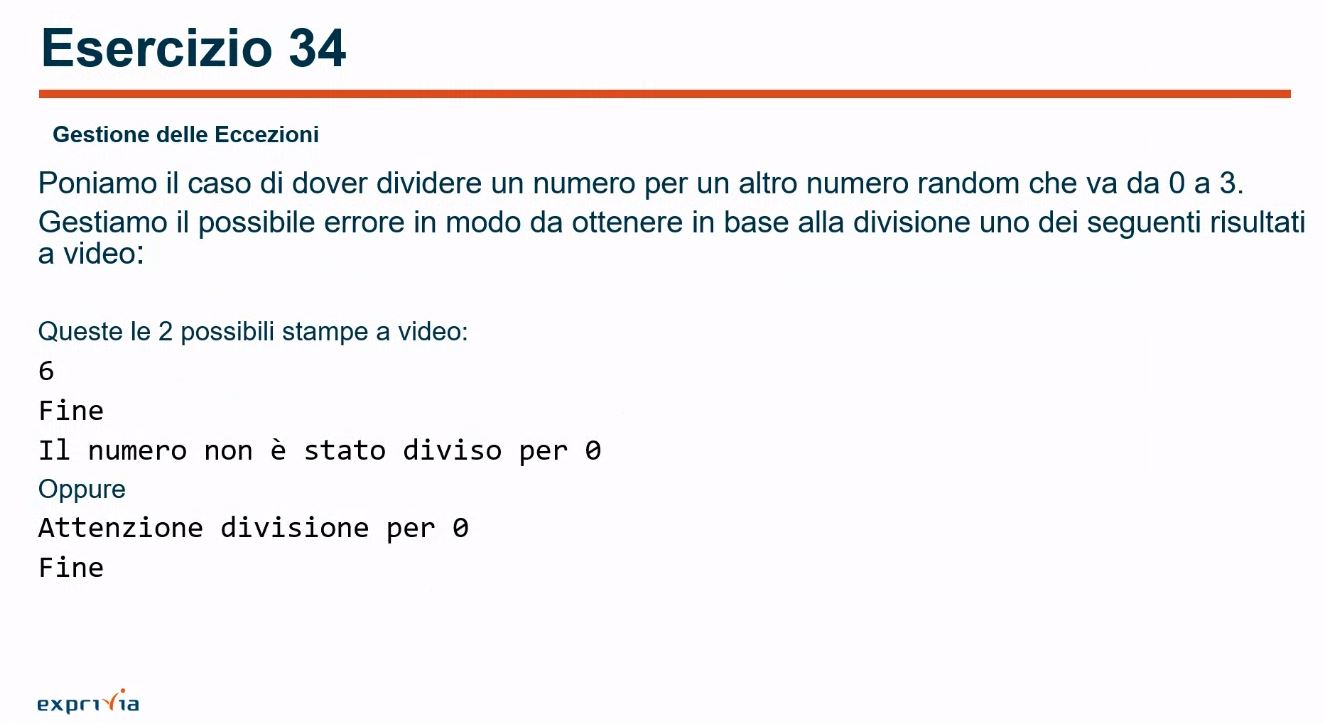 Esercizio 34
Gestione delle Eccezioni
Poniamo il caso di dover dividere un numero per un altro numero random che va da 0 a 3.
Gestiamo il possibile errore in modo da ottenere in base alla divisione uno dei seguenti risultati
a video:
Queste le 2 possibili stampe a video:
6
Fine
Il numero non è stato diviso per 0
Oppure
Attenzione divisione per 0
Fine
exprivia